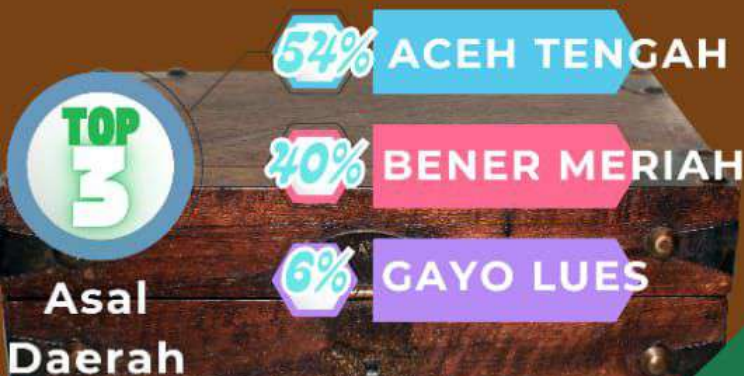 TOP
3
Asal
Daerah
54% ACEH TENGAH
40% BENER MERIAH
6% GAYO LUES